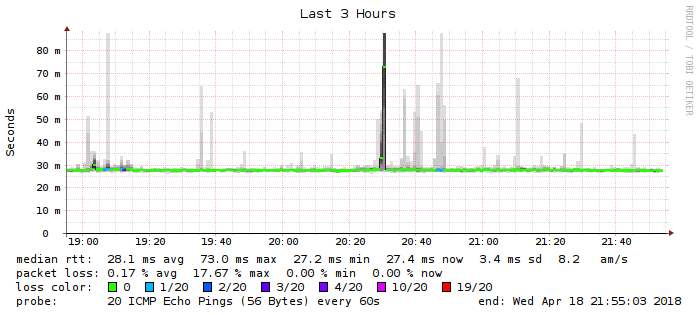 Last 3 Hours
RRDTOOL / TOBI OETIKER
Seconds
80 m
70 m
60 m
50 m
40 m
30 m
20 m
10 m
0
19:00 19:20 19:40 20:00 20:20 20:40 21:00 21:20 21:40
median rtt: 28.1 ms avg 73.0 ms max 27.2 ms min 27.4 ms now 3.4 ms sd 8.2 am/s
packet loss: 0.17 % avg 17.67 % max 0.00 % min 0.00 % now
loss color: 0 1/20 2/20 3/20 4/20 10/20 19/20
probe: 20 ICMP Echo Pings (56 Bytes) every 60s end: Wed Apr 18 21:55:03 2018